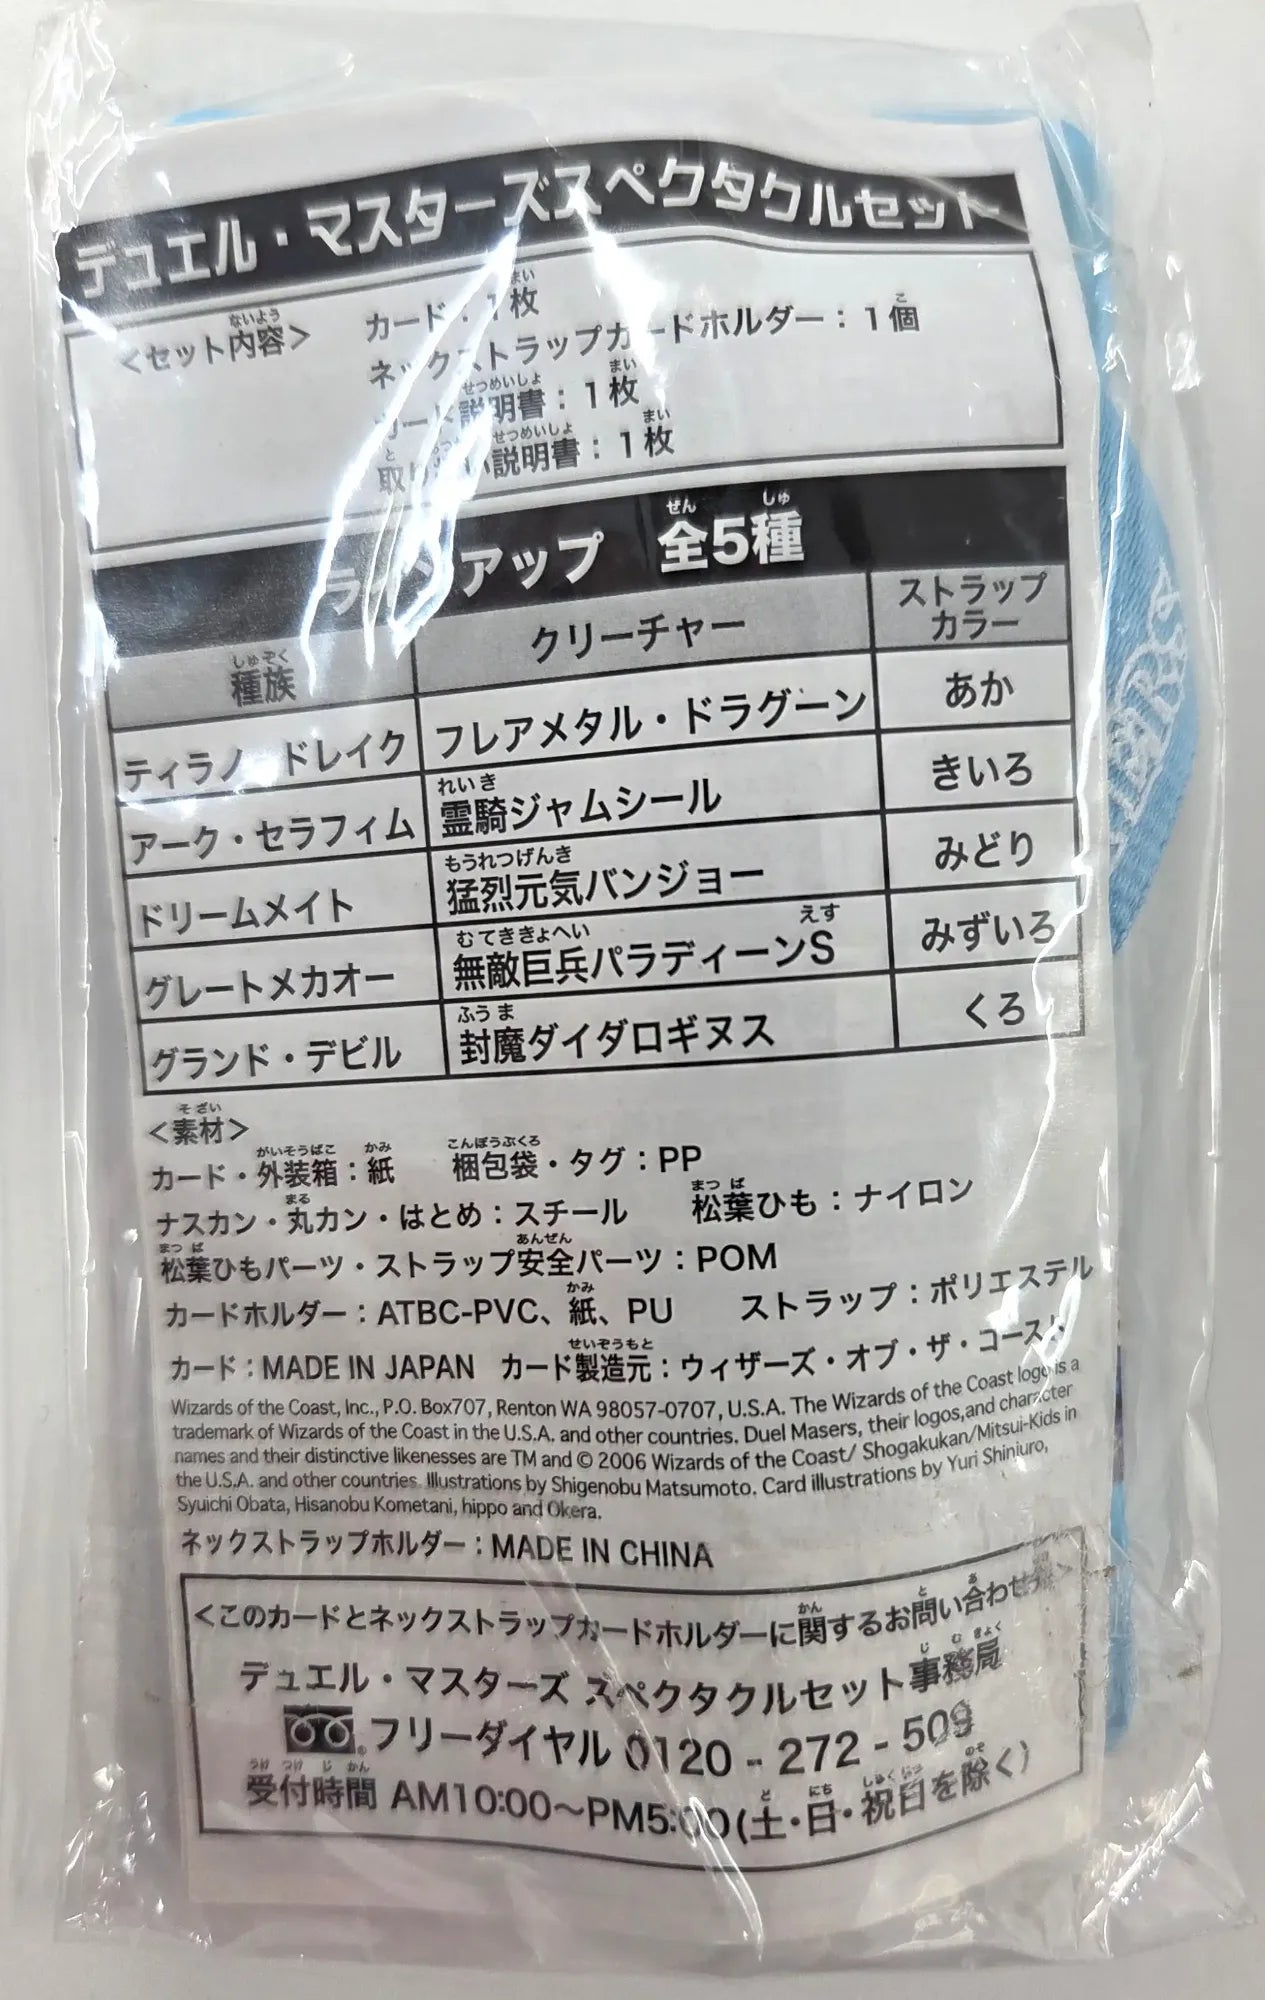 デュエル・マスターズスペクタクルセット
<セット内容>
カード：1枚
ネックストラップカードホルダー：1個
カード説明書：1枚
取り扱い説明書：1枚
ラインアップ 全5種
種族 クリーチャー ストラップカラー
ティラノ・ドレイク フレアメタル・ドラグーン あか
アーク・セラフィム 霊騎ジャムシール きいろ
ドリームメイト 猛烈元気バンジョー みどり
グレートメカオー 無敵巨兵パラディーンS みずいろ
グランド・デビル 封魔ダイダロギヌス くろ
<素材>
カード・外装箱：紙 梱包袋・タグ：PP
ナスカン・丸カン・はとめ：スチール 松葉ひも：ナイロン
松葉ひもパーツ・ストラップ安全パーツ：POM
カードホルダー：ATBC-PVC、紙、PU ストラップ：ポリエステル
カード：MADE IN JAPAN カード製造元：ウィザーズ・オブ・ザ・コースト
Wizards of the Coast, Inc., P.O. Box707, Renton WA 98057-0707, U.S.A. The Wizards of the Coast logo is a
trademark of Wizards of the Coast in the U.S.A. and other countries. Duel Masers, their logos,and character
names and their distinctive likenesses are TM and © 2006 Wizards of the Coast/ Shogakukan/Mitsui-Kids in
the U.S.A. and other countries. Illustrations by Shigenobu Matsumoto. Card illustrations by Yuri Shiniuro,
Syuichi Obata, Hisanobu Kometani, hippo and Okera.
ネックストラップホルダー：MADE IN CHINA
<このカードとネックストラップカードホルダーに関するお問い合わせ
デュエル・マスターズ スペクタクルセット事務局
フリーダイヤル 0120-272-509
受付時間 AM10:00～PM5:00(土・日・祝日を除く)